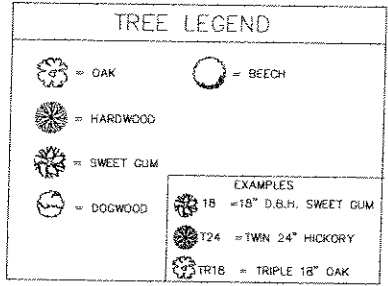 TREE LEGEND
= OAK
= BEECH
= HARDWOOD
= SWEET GUM
= DOGWOOD
EXAMPLES
18 =18" D.B.H. SWEET GUM
T24 =TWIN 24" HICKORY
TR18 = TRIPLE 18" OAK